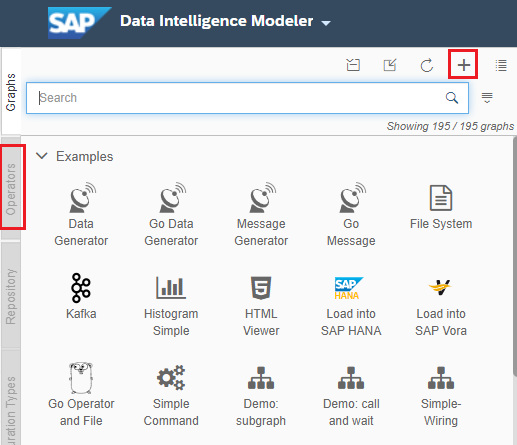 SAP Data Intelligence Modeler
Graphs
Search
Showing 195 / 195 graphs
Operators
Examples
Data Generator
Go Data Generator
Message Generator
Go Message
File System
Repository
Kafka
Histogram Simple
HTML Viewer
SAP HANA
Load into SAP HANA
Load into SAP Vora
uration Types
Go Operator and File
Simple Command
Demo: subgraph
Demo: call and wait
Simple-Wiring